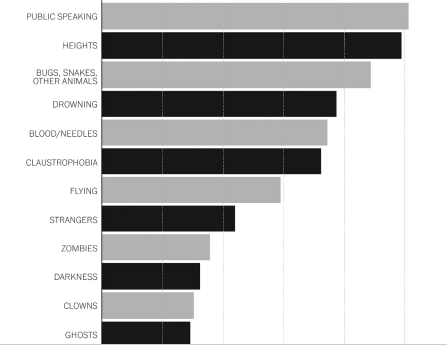 PUBLIC SPEAKING
HEIGHTS
BUGS, SNAKES,
OTHER ANIMALS
DROWNING
BLOOD/NEEDLES
CLAUSTROPHOBIA
FLYING
STRANGERS
ZOMBIES
DARKNESS
CLOWNS
GHOSTS